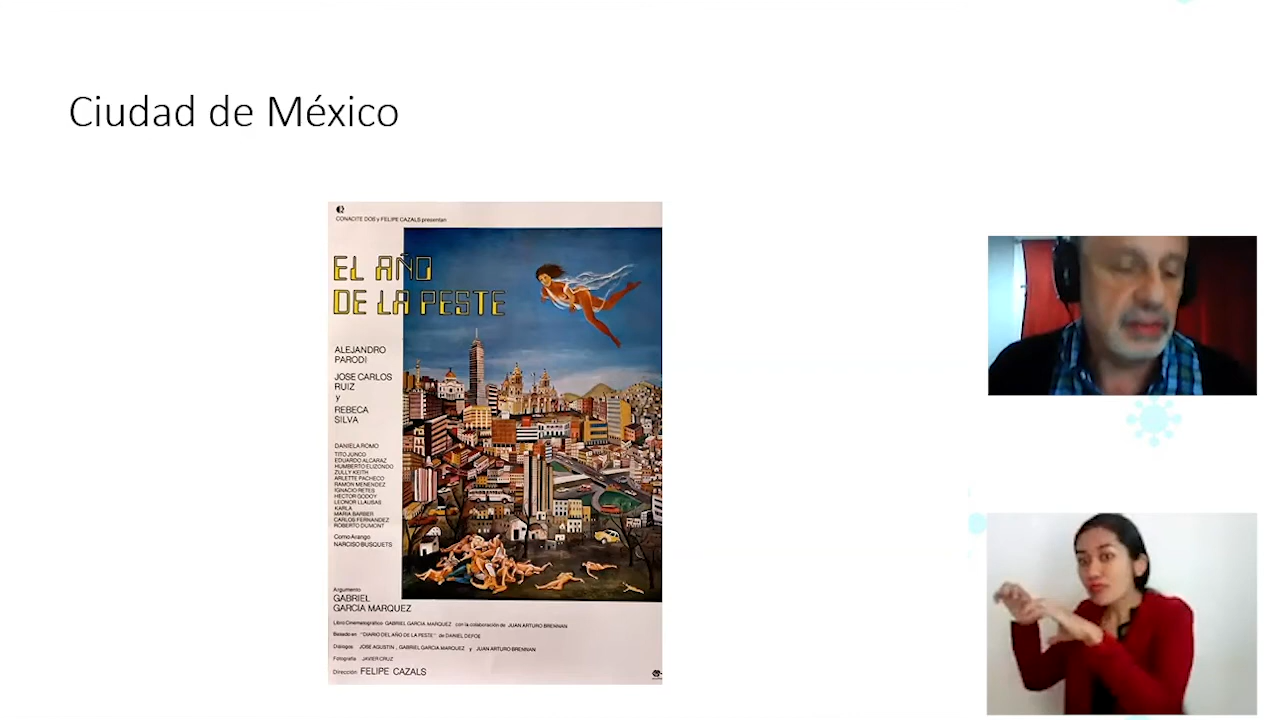 Ciudad de México
CONACITE DOS y FELIPE CAZALS presentan
EL AÑO
DE LA PESTE
ALEJANDRO
PARODI
JOSE CARLOS
RUIZ
y
REBECA
SILVA
DANIELA ROMO
TITO JUNCO
EDUARDO ALCARAZ
HUMBERTO ELIZONDO
ZULLY KEITH
ARLETTE PACHECO
RAMON MENENDEZ
IGNACIO RETES
HECTOR GODOY
LEONOR LLAUSAS
KARLA
MARIA BARBER
CARLOS FERNANDEZ
ROBERTO DUMONT
Como Arango
NARCISO BUSQUETS
Argumento
GABRIEL
GARCIA MARQUEZ
Libro Cinematográfico GABRIEL GARCIA MARQUEZ con la colaboración de JUAN ARTURO BRENNAN
Basado en "DIARIO DEL AÑO DE LA PESTE" de DANIEL DEFOE
Diálogos JOSE AGUSTIN, GABRIEL GARCIA MARQUEZ y JUAN ARTURO BRENNAN
Fotografía JAVIER CRUZ
Dirección FELIPE CAZALS